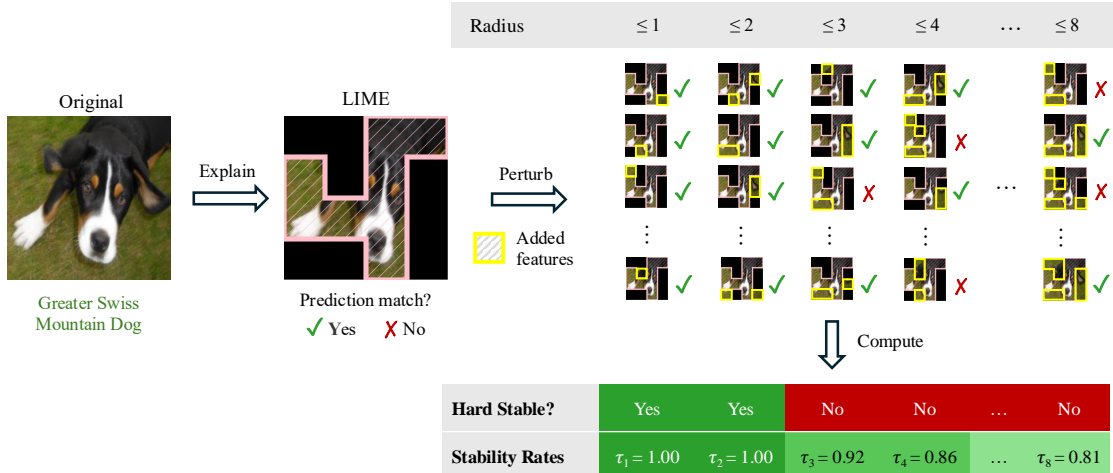 Radius ≤ 1 ≤ 2 ≤ 3 ≤ 4 … ≤ 8
Original
LIME
Explain
Perturb
Added
features
Greater Swiss
Mountain Dog
Prediction match?
✓ Yes ✗ No
Compute
Hard Stable? Yes Yes No No … No
Stability Rates τ₁ = 1.00 τ₂ = 1.00 τ₃ = 0.92 τ₄ = 0.86 … τ₈ = 0.81